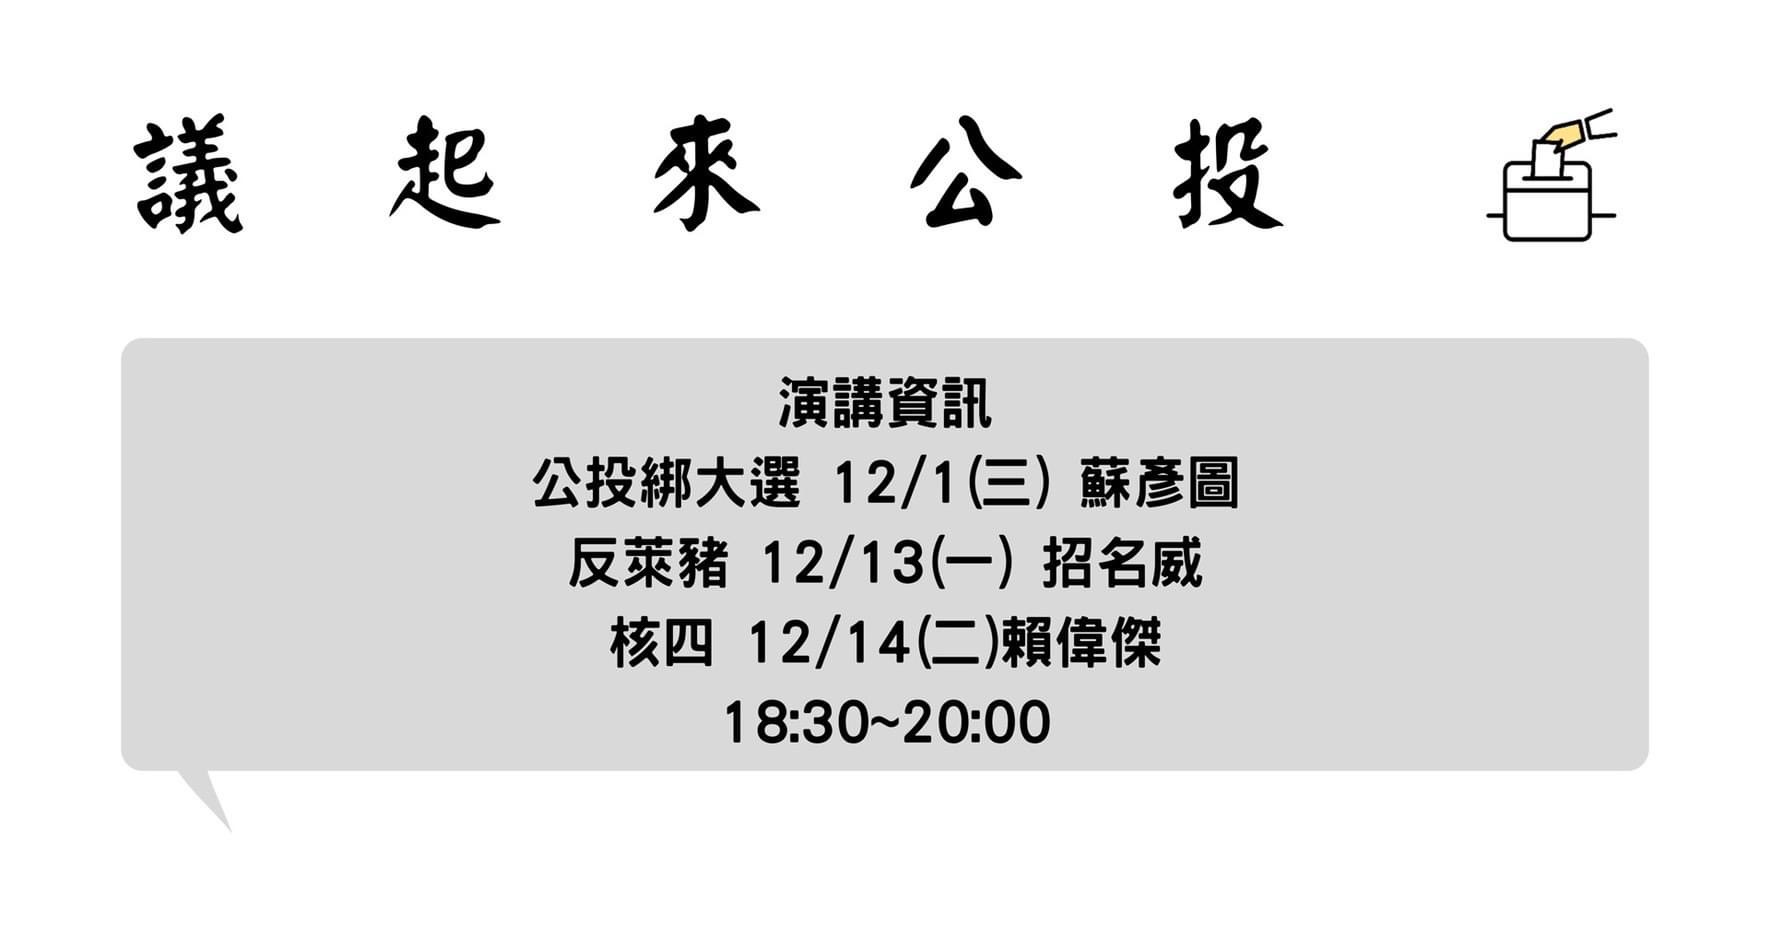 議起來公投
演講資訊
公投綁大選 12/1(三) 蘇彥圖
反萊豬 12/13(一) 招名威
核四 12/14(二)賴偉傑
18:30~20:00